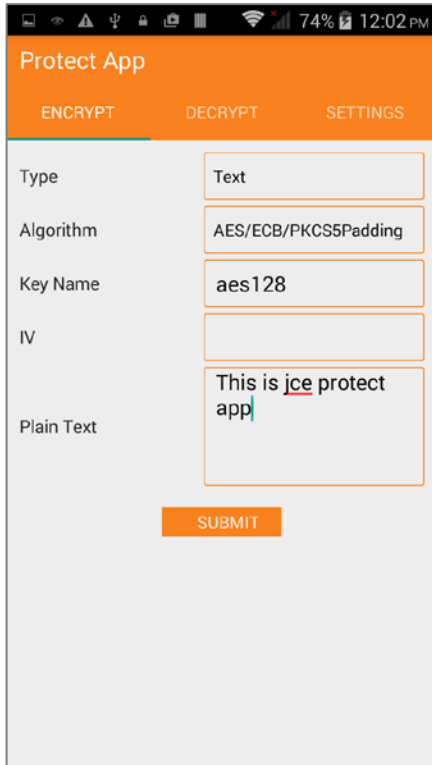 74% 12:02 PM
Protect App
ENCRYPT DECRYPT SETTINGS
Type Text
Algorithm AES/ECB/PKCS5Padding
Key Name aes128
IV
This is jce protect
app
Plain Text
SUBMIT